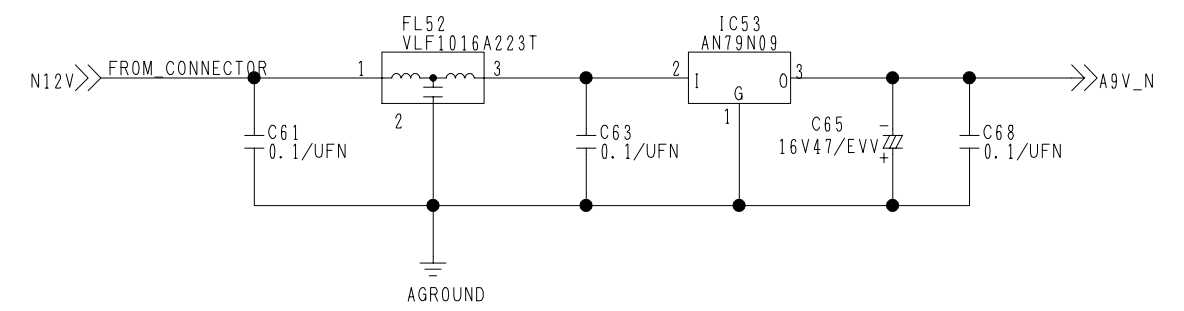 FL52
VLF1016A223T
IC53
AN79N09
N12V
FROM_CONNECTOR
1
3
2
2
I
O
3
G
1
A9V_N
C61
0.1/UFN
C63
0.1/UFN
C65
16V47/EVV
-
+
C68
0.1/UFN
AGROUND